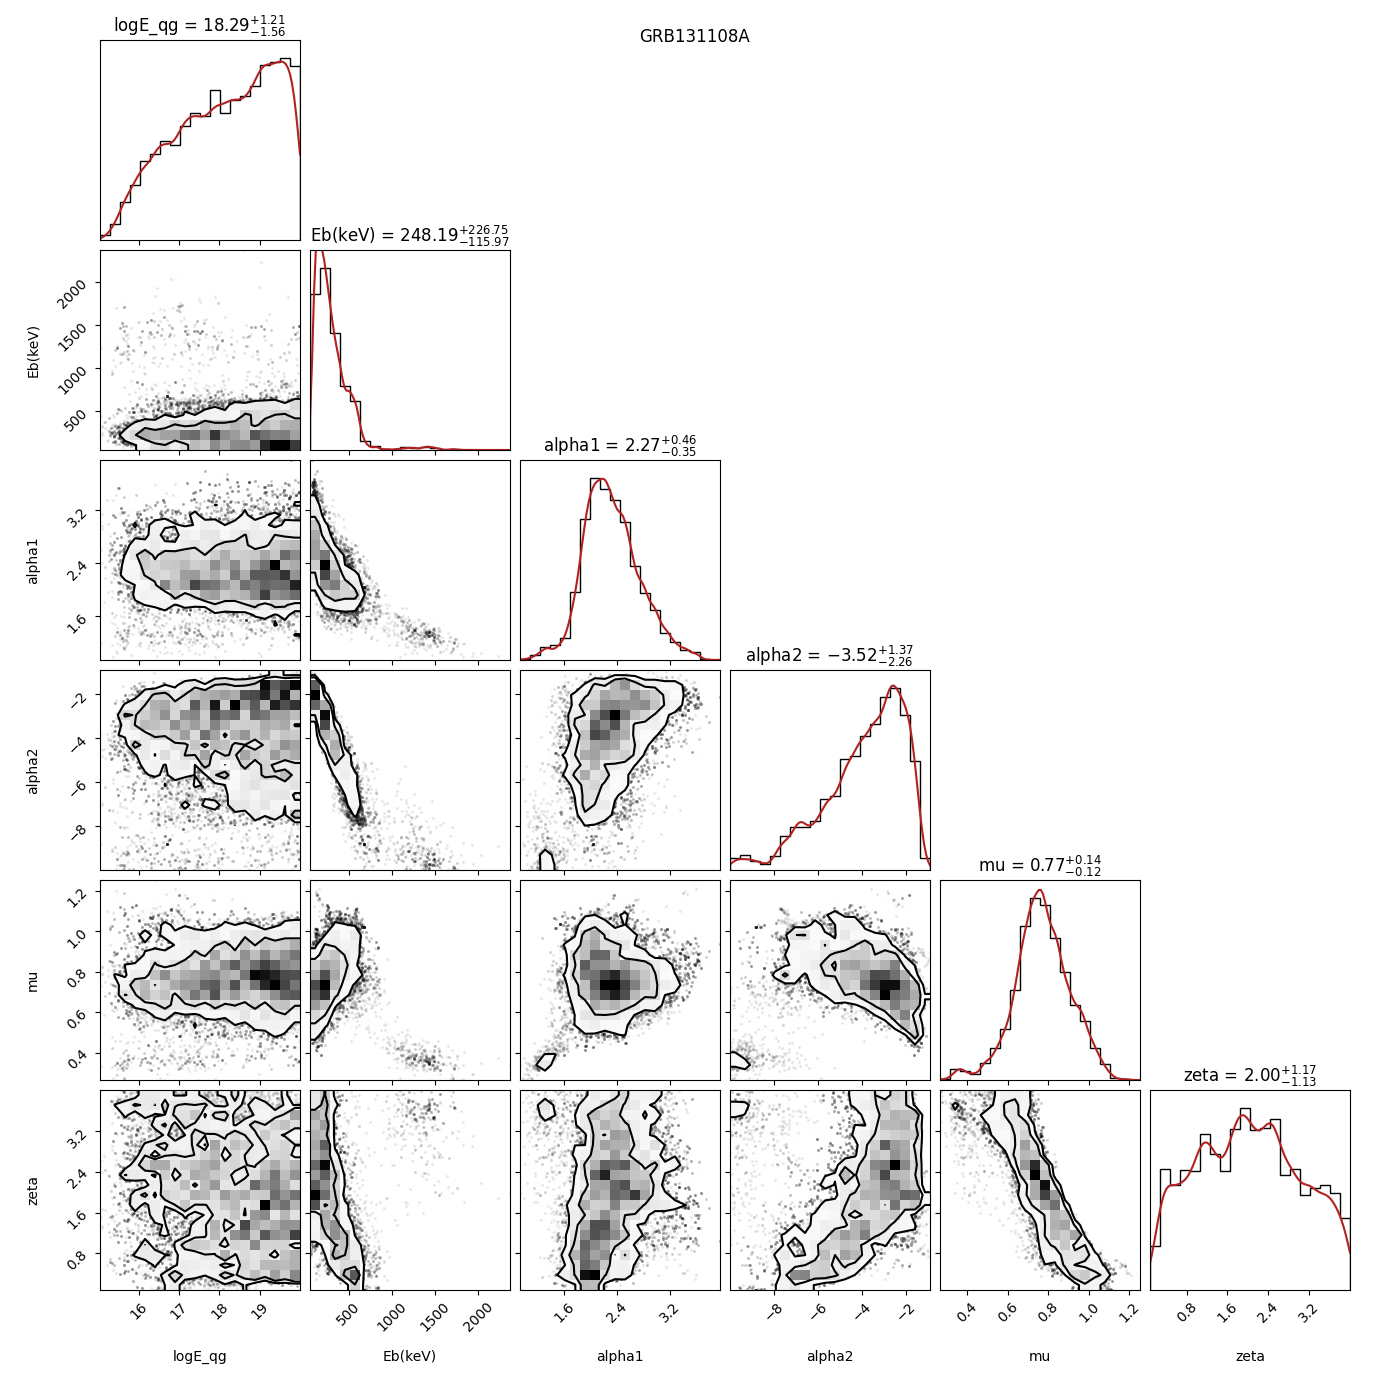 GRB131108A
logE_qg = 18.29+1.21 −1.56
Eb(keV) = 248.19+226.75 −115.97
Eb(keV)
2000
1500
1000
500
alpha1 = 2.27+0.46 −0.35
alpha1
3.2
2.4
1.6
alpha2 = −3.52+1.37 −2.26
alpha2
−2
−4
−6
−8
mu = 0.77+0.14 −0.12
mu
1.2
1.0
0.8
0.6
0.4
zeta = 2.00+1.17 −1.13
zeta
3.2
2.4
1.6
0.8
16 17 18 19 500 1000 1500 2000 1.6 2.4 3.2 −8 −6 −4 −2 0.4 0.6 0.8 1.0 1.2 0.8 1.6 2.4 3.2
logE_qg Eb(keV) alpha1 alpha2 mu zeta